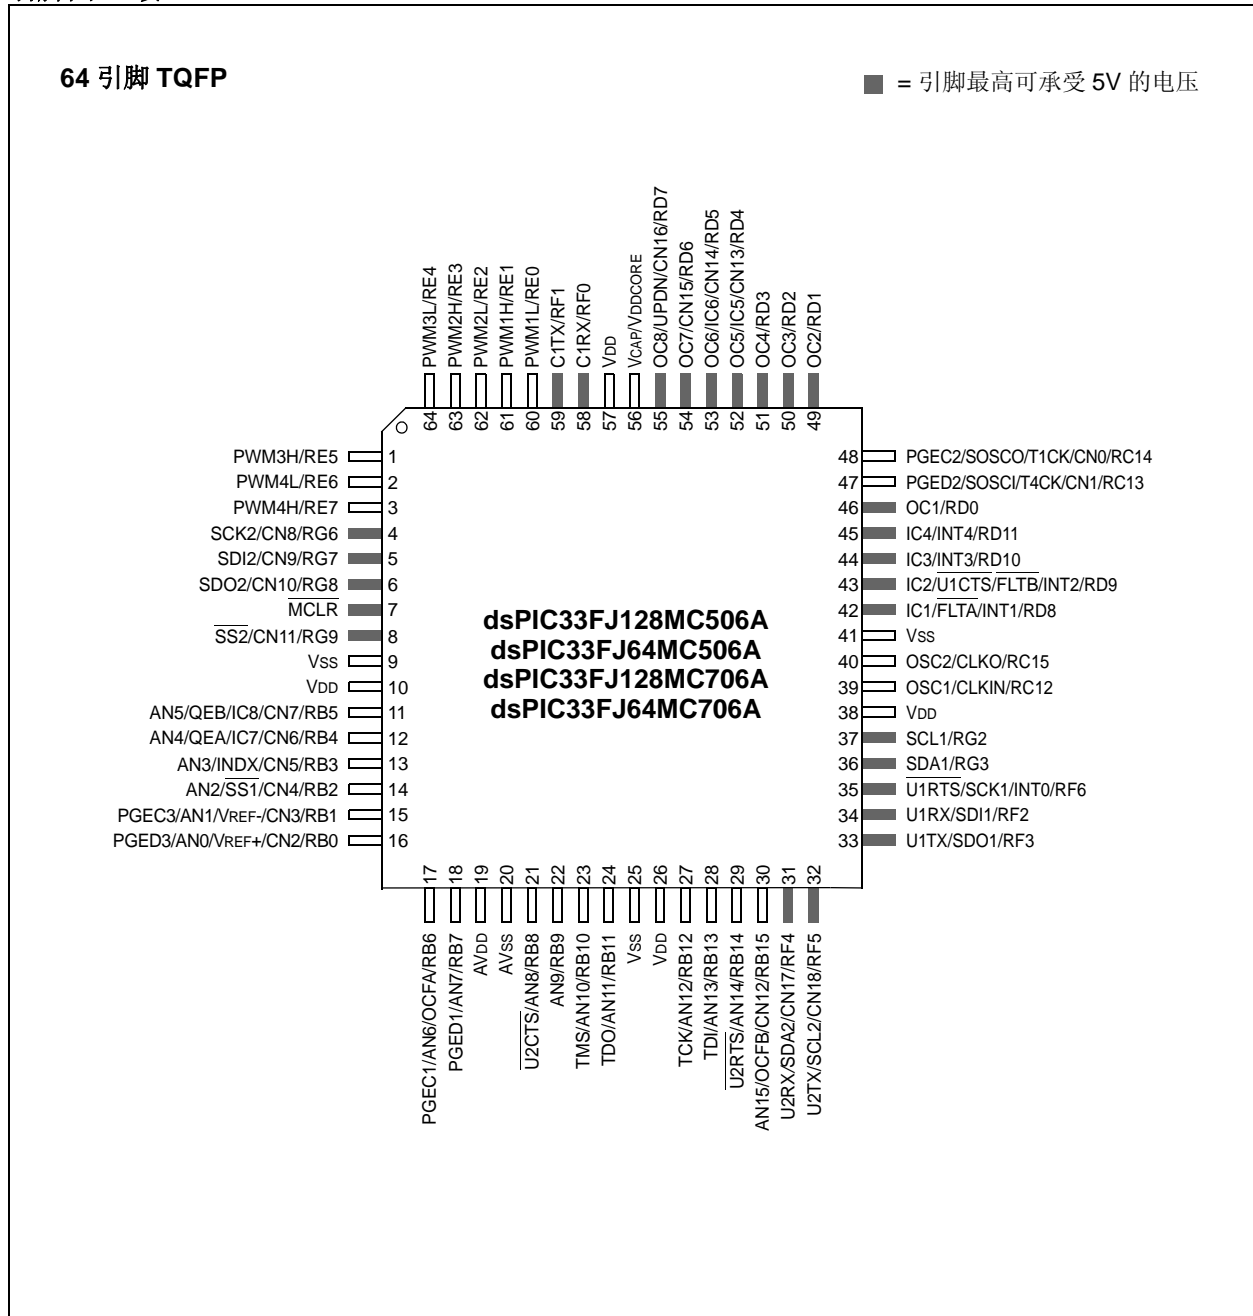 64 引脚 TQFP
= 引脚最高可承受 5V 的电压
64 PWM3L/RE4
63 PWM2H/RE3
62 PWM2L/RE2
61 PWM1H/RE1
60 PWM1L/RE0
59 C1TX/RF1
58 C1RX/RF0
57 VDD
56 VCAP/VDDCORE
55 OC8/UPDN/CN16/RD7
54 OC7/CN15/RD6
53 OC6/IC6/CN14/RD5
52 OC5/IC5/CN13/RD4
51 OC4/RD3
50 OC3/RD2
49 OC2/RD1
PWM3H/RE5 1
PWM4L/RE6 2
PWM4H/RE7 3
SCK2/CN8/RG6 4
SDI2/CN9/RG7 5
SDO2/CN10/RG8 6
MCLR 7
SS2/CN11/RG9 8
VSS 9
VDD 10
AN5/QEB/IC8/CN7/RB5 11
AN4/QEA/IC7/CN6/RB4 12
AN3/INDX/CN5/RB3 13
AN2/SS1/CN4/RB2 14
PGEC3/AN1/VREF-/CN3/RB1 15
PGED3/AN0/VREF+/CN2/RB0 16
dsPIC33FJ128MC506A
dsPIC33FJ64MC506A
dsPIC33FJ128MC706A
dsPIC33FJ64MC706A
48 PGEC2/SOSCO/T1CK/CN0/RC14
47 PGED2/SOSCI/T4CK/CN1/RC13
46 OC1/RD0
45 IC4/INT4/RD11
44 IC3/INT3/RD10
43 IC2/U1CTS/FLTB/INT2/RD9
42 IC1/FLTA/INT1/RD8
41 VSS
40 OSC2/CLKO/RC15
39 OSC1/CLKIN/RC12
38 VDD
37 SCL1/RG2
36 SDA1/RG3
35 U1RTS/SCK1/INT0/RF6
34 U1RX/SDI1/RF2
33 U1TX/SDO1/RF3
17 PGEC1/AN6/OCFA/RB6
18 PGED1/AN7/RB7
19 AVDD
20 AVSS
21 U2CTS/AN8/RB8
22 AN9/RB9
23 TMS/AN10/RB10
24 TDO/AN11/RB11
25 VSS
26 VDD
27 TCK/AN12/RB12
28 TDI/AN13/RB13
29 U2RTS/AN14/RB14
30 AN15/OCFB/CN12/RB15
31 U2RX/SDA2/CN17/RF4
32 U2TX/SCL2/CN18/RF5